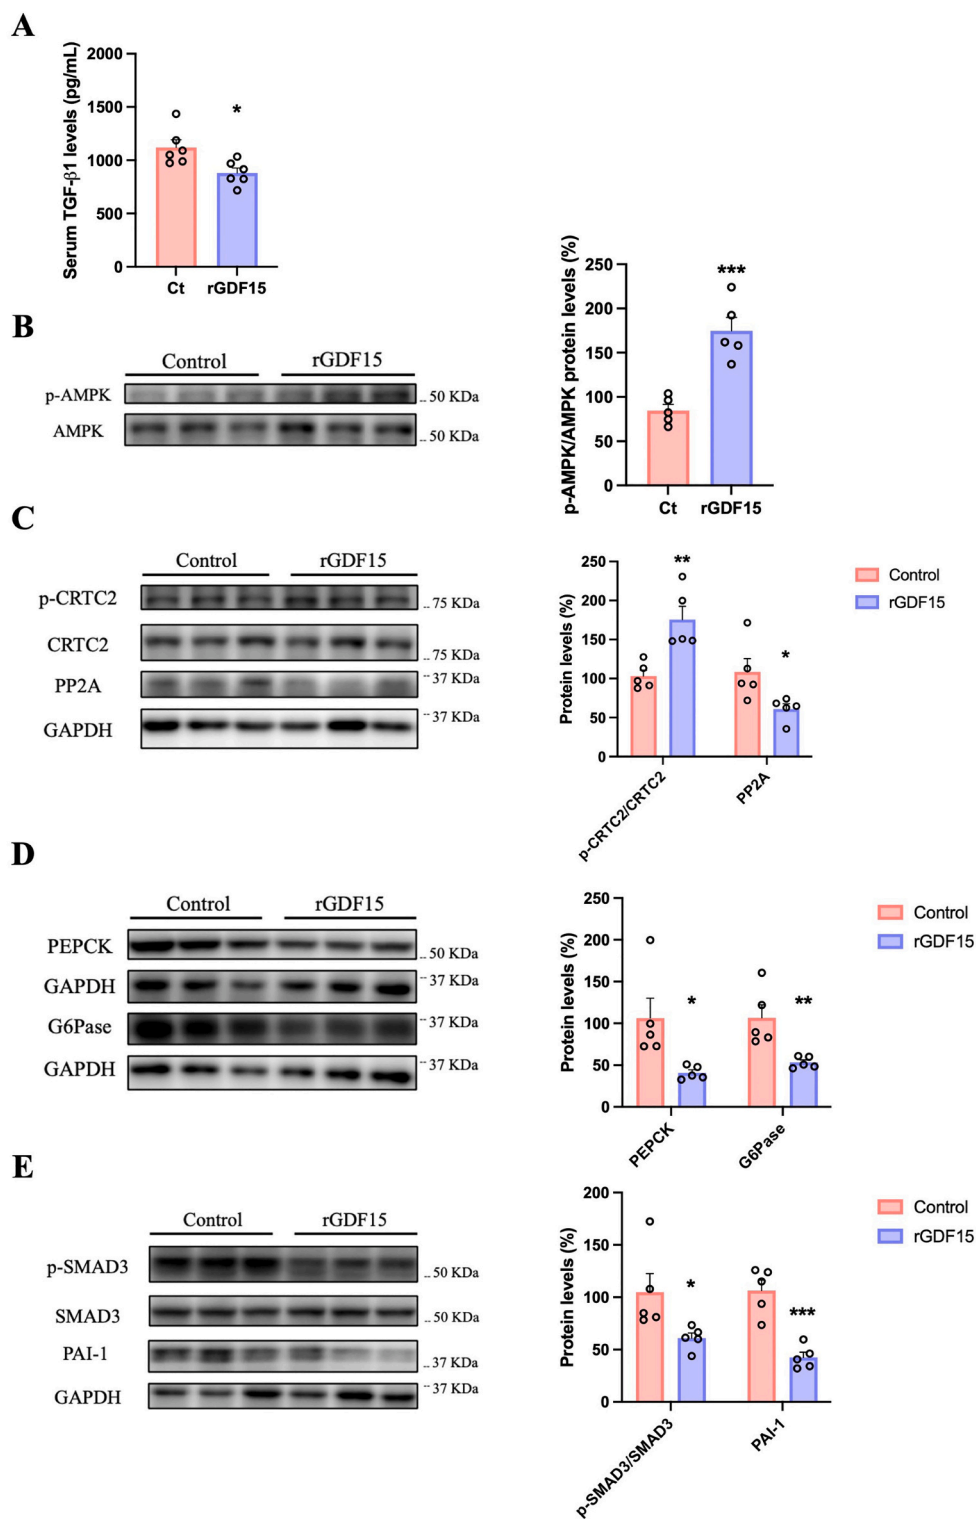 A
Serum TGF-β1 levels (pg/mL)
2000
1500
1000
500
0
*
Ct rGDF15
B
Control rGDF15
p-AMPK
50 KDa
AMPK
50 KDa
p-AMPK/AMPK protein levels (%)
250
200
150
100
50
0
***
Ct rGDF15
C
Control rGDF15
p-CRTC2
75 KDa
CRTC2
75 KDa
PP2A
37 KDa
GAPDH
37 KDa
Protein levels (%)
250
200
150
100
50
0
**
*
p-CRTC2/CRTC2
PP2A
Control
rGDF15
D
Control rGDF15
PEPCK
50 KDa
GAPDH
37 KDa
G6Pase
37 KDa
GAPDH
37 KDa
Protein levels (%)
250
200
150
100
50
0
*
**
PEPCK
G6Pase
Control
rGDF15
E
Control rGDF15
p-SMAD3
50 KDa
SMAD3
50 KDa
PAI-1
37 KDa
GAPDH
37 KDa
Protein levels (%)
200
150
100
50
0
*
***
p-SMAD3/SMAD3
PAI-1
Control
rGDF15